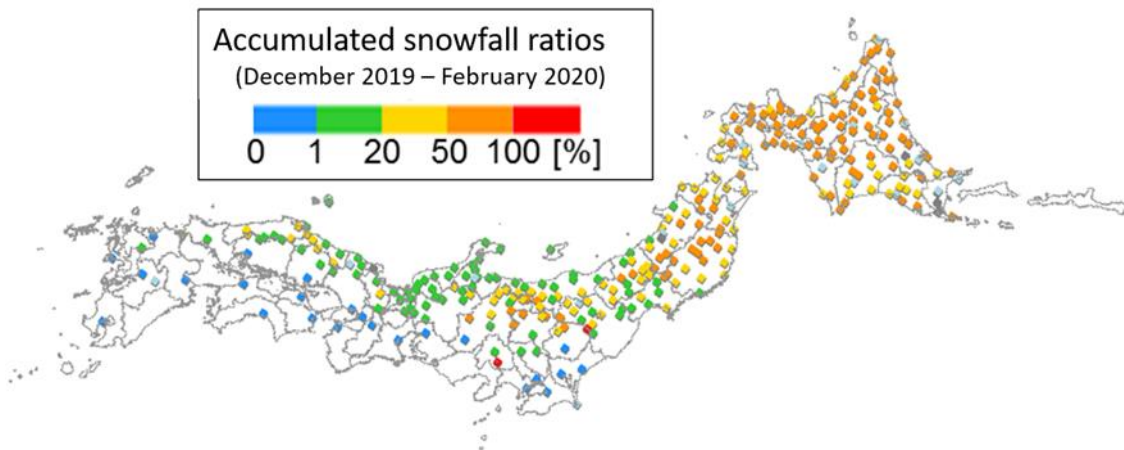 Accumulated snowfall ratios
(December 2019 – February 2020)
0 1 20 50 100 [%]